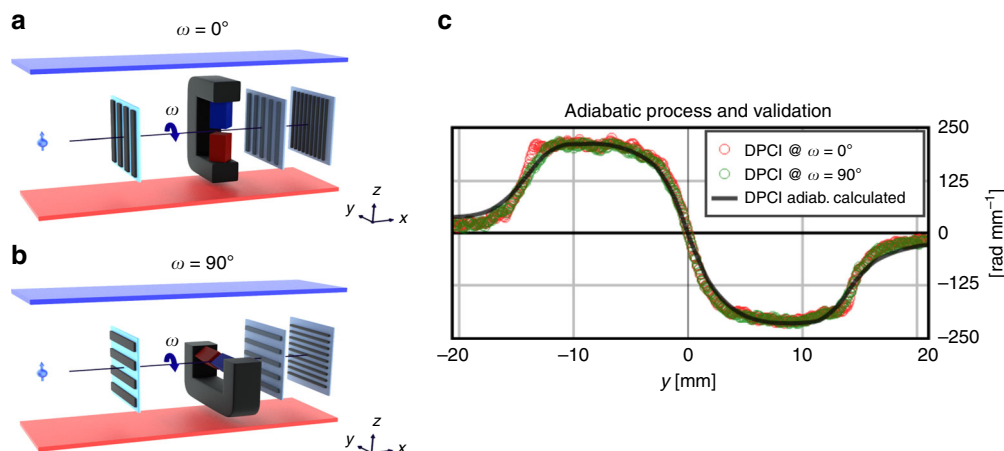 a
ω = 0°
ω
z
y
x
b
ω = 90°
ω
z
y
x
c
Adiabatic process and validation
DPCI @ ω = 0°
DPCI @ ω = 90°
DPCI adiab. calculated
250
125
0
−125
−250
[rad mm⁻¹]
−20
−10
0
10
20
y [mm]